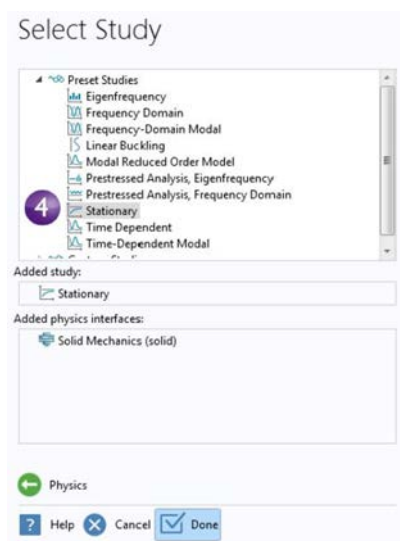 Select Study
Preset Studies
Eigenfrequency
Frequency Domain
Frequency-Domain Modal
Linear Buckling
Modal Reduced Order Model
Prestressed Analysis, Eigenfrequency
Prestressed Analysis, Frequency Domain
4 Stationary
Time Dependent
Time-Dependent Modal
Added study:
Stationary
Added physics interfaces:
Solid Mechanics (solid)
Physics
? Help Cancel Done